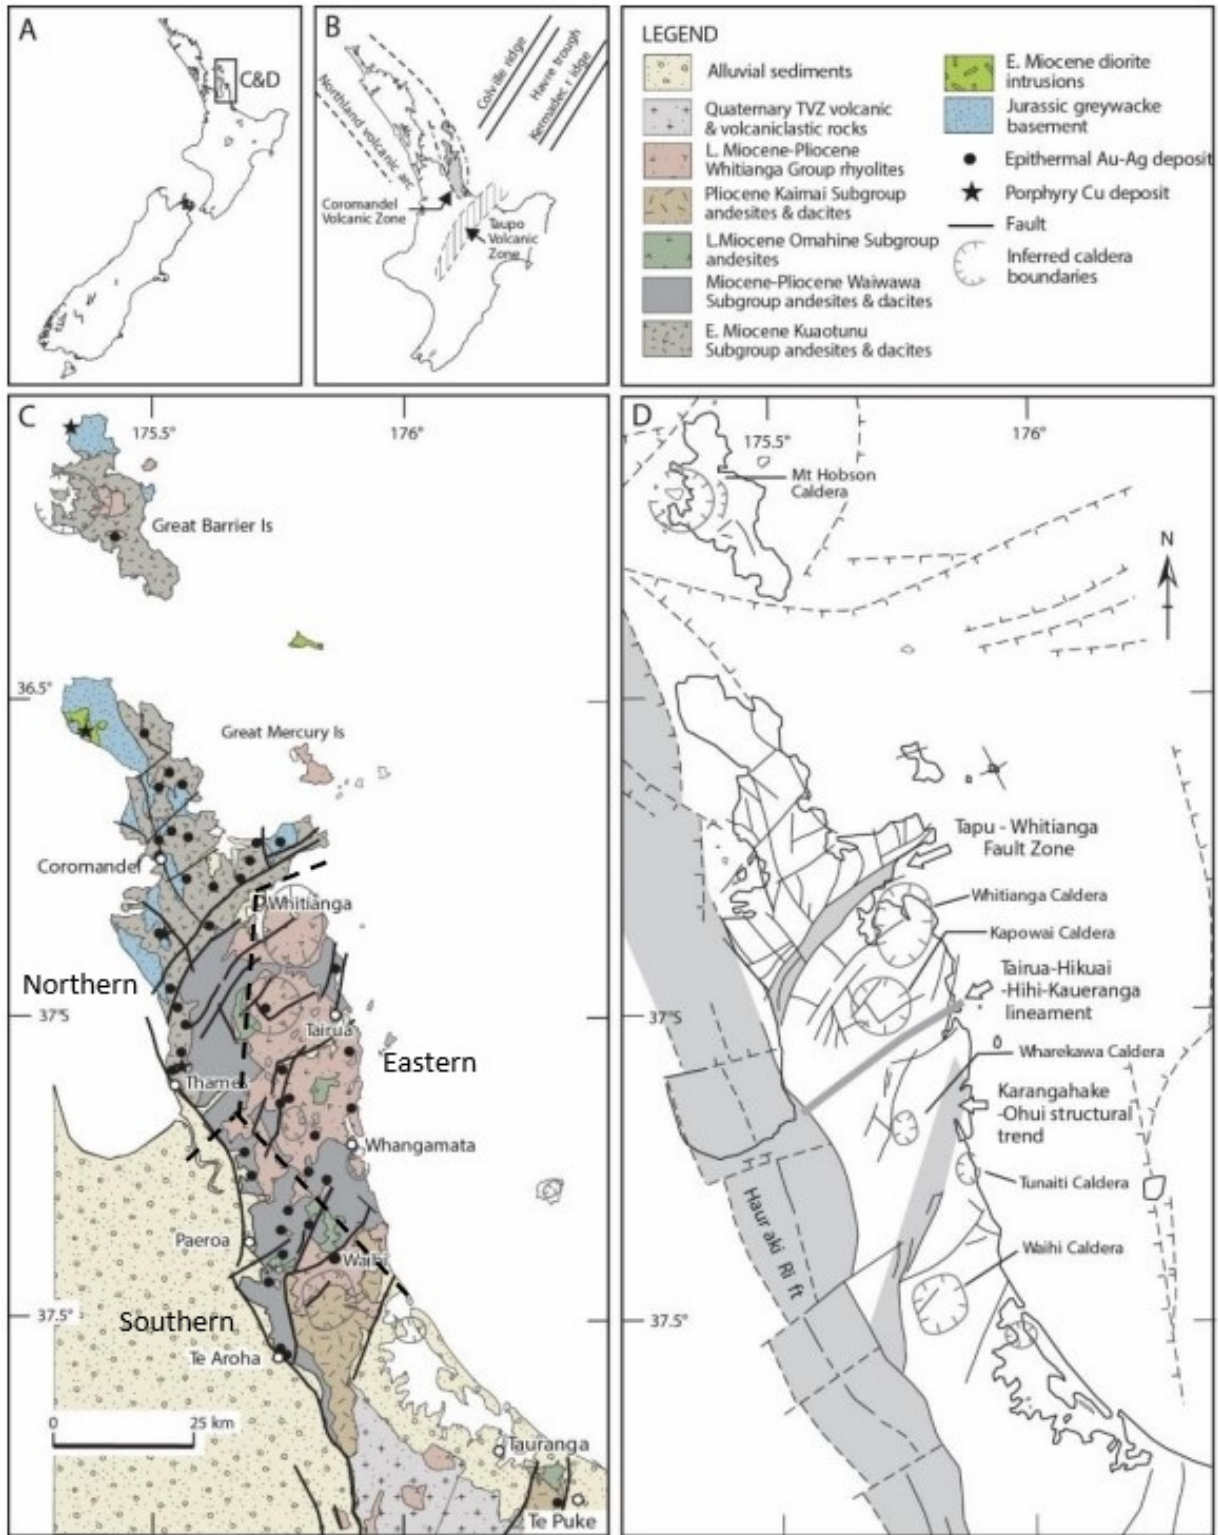 A
C&D
B
Northland volcanic arc
Colville ridge
Havre trough
Kermadec r idge
Coromandel
Volcanic Zone
Taupo
Volcanic
Zone
LEGEND
Alluvial sediments
Quaternary TVZ volcanic
& volcaniclastic rocks
L. Miocene-Pliocene
Whitianga Group rhyolites
Pliocene Kaimai Subgroup
andesites & dacites
L.Miocene Omahine Subgroup
andesites
Miocene-Pliocene Waiwawa
Subgroup andesites & dacites
E. Miocene Kuaotunu
Subgroup andesites & dacites
E. Miocene diorite
intrusions
Jurassic greywacke
basement
Epithermal Au-Ag deposit
Porphyry Cu deposit
Fault
Inferred caldera
boundaries
C
175.5°
176°
Great Barrier Is
36.5°
Great Mercury Is
Coromandel
Whitianga
Northern
37°S
Tairua
Eastern
Thames
Whangamata
Paeroa
Waihi
37.5°
Southern
Te Aroha
0
25 km
Tauranga
Te Puke
D
175.5°
176°
Mt Hobson
Caldera
N
Tapu - Whitianga
Fault Zone
Whitianga Caldera
Kapowai Caldera
Tairua-Hikuai
-Hihi-Kaueranga
lineament
37°S
Wharekawa Caldera
Karangahake
-Ohui structural
trend
Tunaiti Caldera
Haur aki Ri ft
Waihi Caldera
37.5°